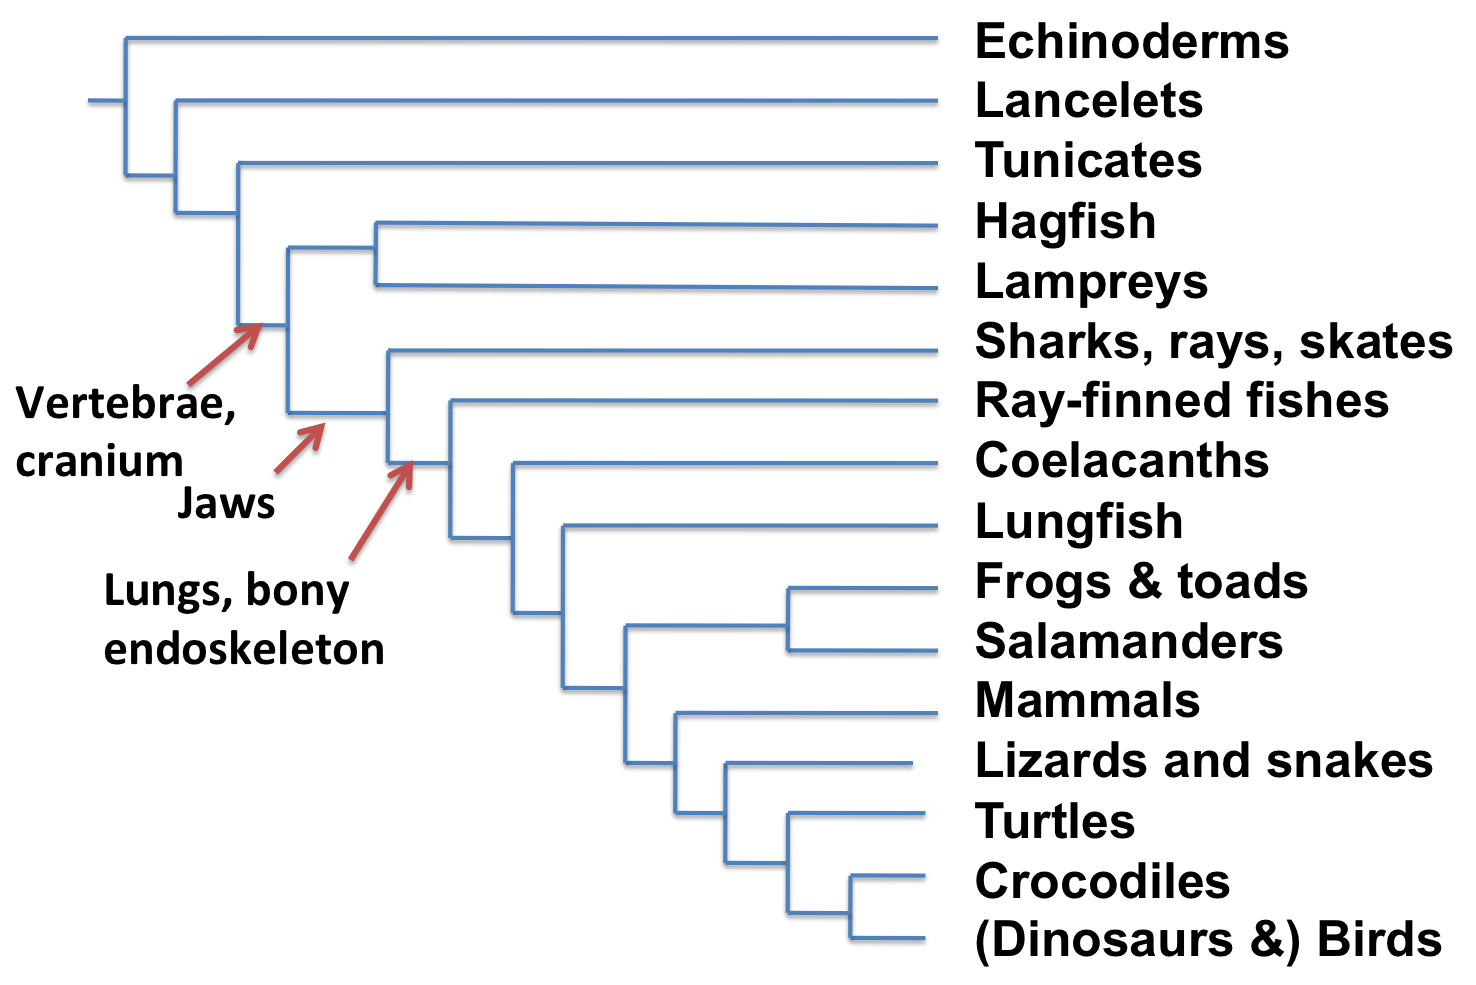 Echinoderms
Lancelets
Tunicates
Hagfish
Lampreys
Sharks, rays, skates
Ray-finned fishes
Coelacanths
Lungfish
Frogs & toads
Salamanders
Mammals
Lizards and snakes
Turtles
Crocodiles
(Dinosaurs &) Birds
Vertebrae,
cranium
Jaws
Lungs, bony
endoskeleton